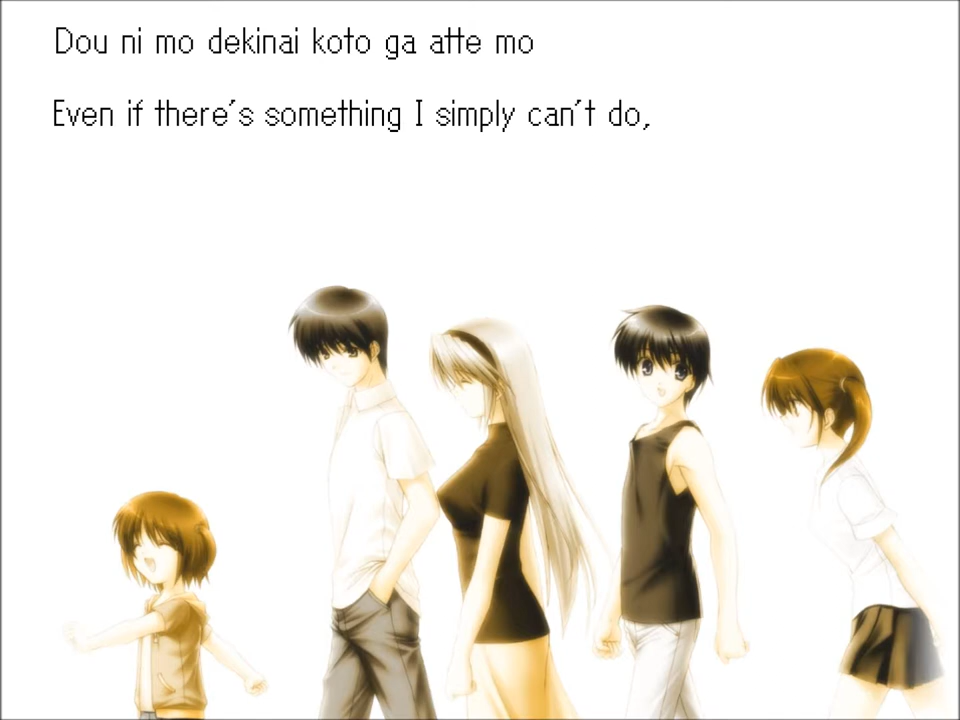 Dou ni mo dekinai koto ga atte mo
Even if there's something I simply can't do,